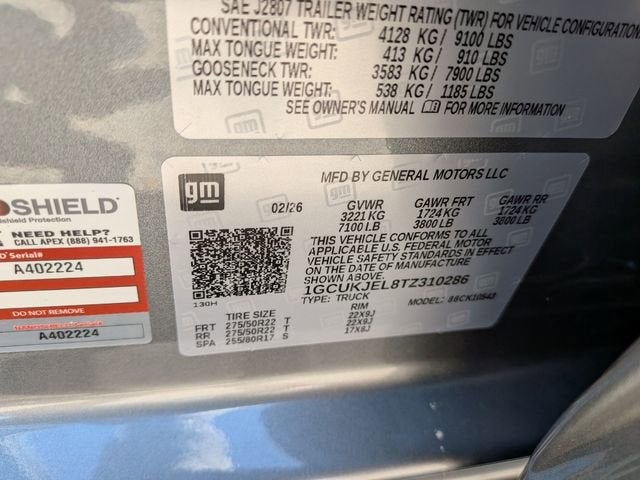 SAE J2807 TRAILER WEIGHT RATING (TWR) FOR VEHICLE CONFIGURATION
CONVENTIONAL TWR: 4128 KG/ 9100 LBS
MAX TONGUE WEIGHT: 413 KG/ 910 LBS
GOOSENECK TWR: 3583 KG/ 7900 LBS
MAX TONGUE WEIGHT: 538 KG/ 1185 LBS
SEE OWNER'S MANUAL FOR MORE INFORMATION
gm
MFD BY GENERAL MOTORS LLC
02/26 GVWR GAWR FRT GAWR RR
3221 KG 1724 KG 1724 KG
7100 LB 3800 LB 3800 LB
THIS VEHICLE CONFORMS TO ALL
APPLICABLE U.S. FEDERAL MOTOR
VEHICLE SAFETY STANDARDS IN
EFFECT ON THE DATE OF MANUFACTURE
SHOWN ABOVE.
1GCUKJEL8TZ310286
TYPE: TRUCK MODEL: 88CK10543
13GH
TIRE SIZE RIM
FRT 275/50R22 T 22X9J
RR 275/50R22 T 22X9J
SPA 255/80R17 S 17X8J
SHIELD
shield Protection
NEED HELP?
CALL APEX (888) 941-1763
Serial#
A402224
A402224